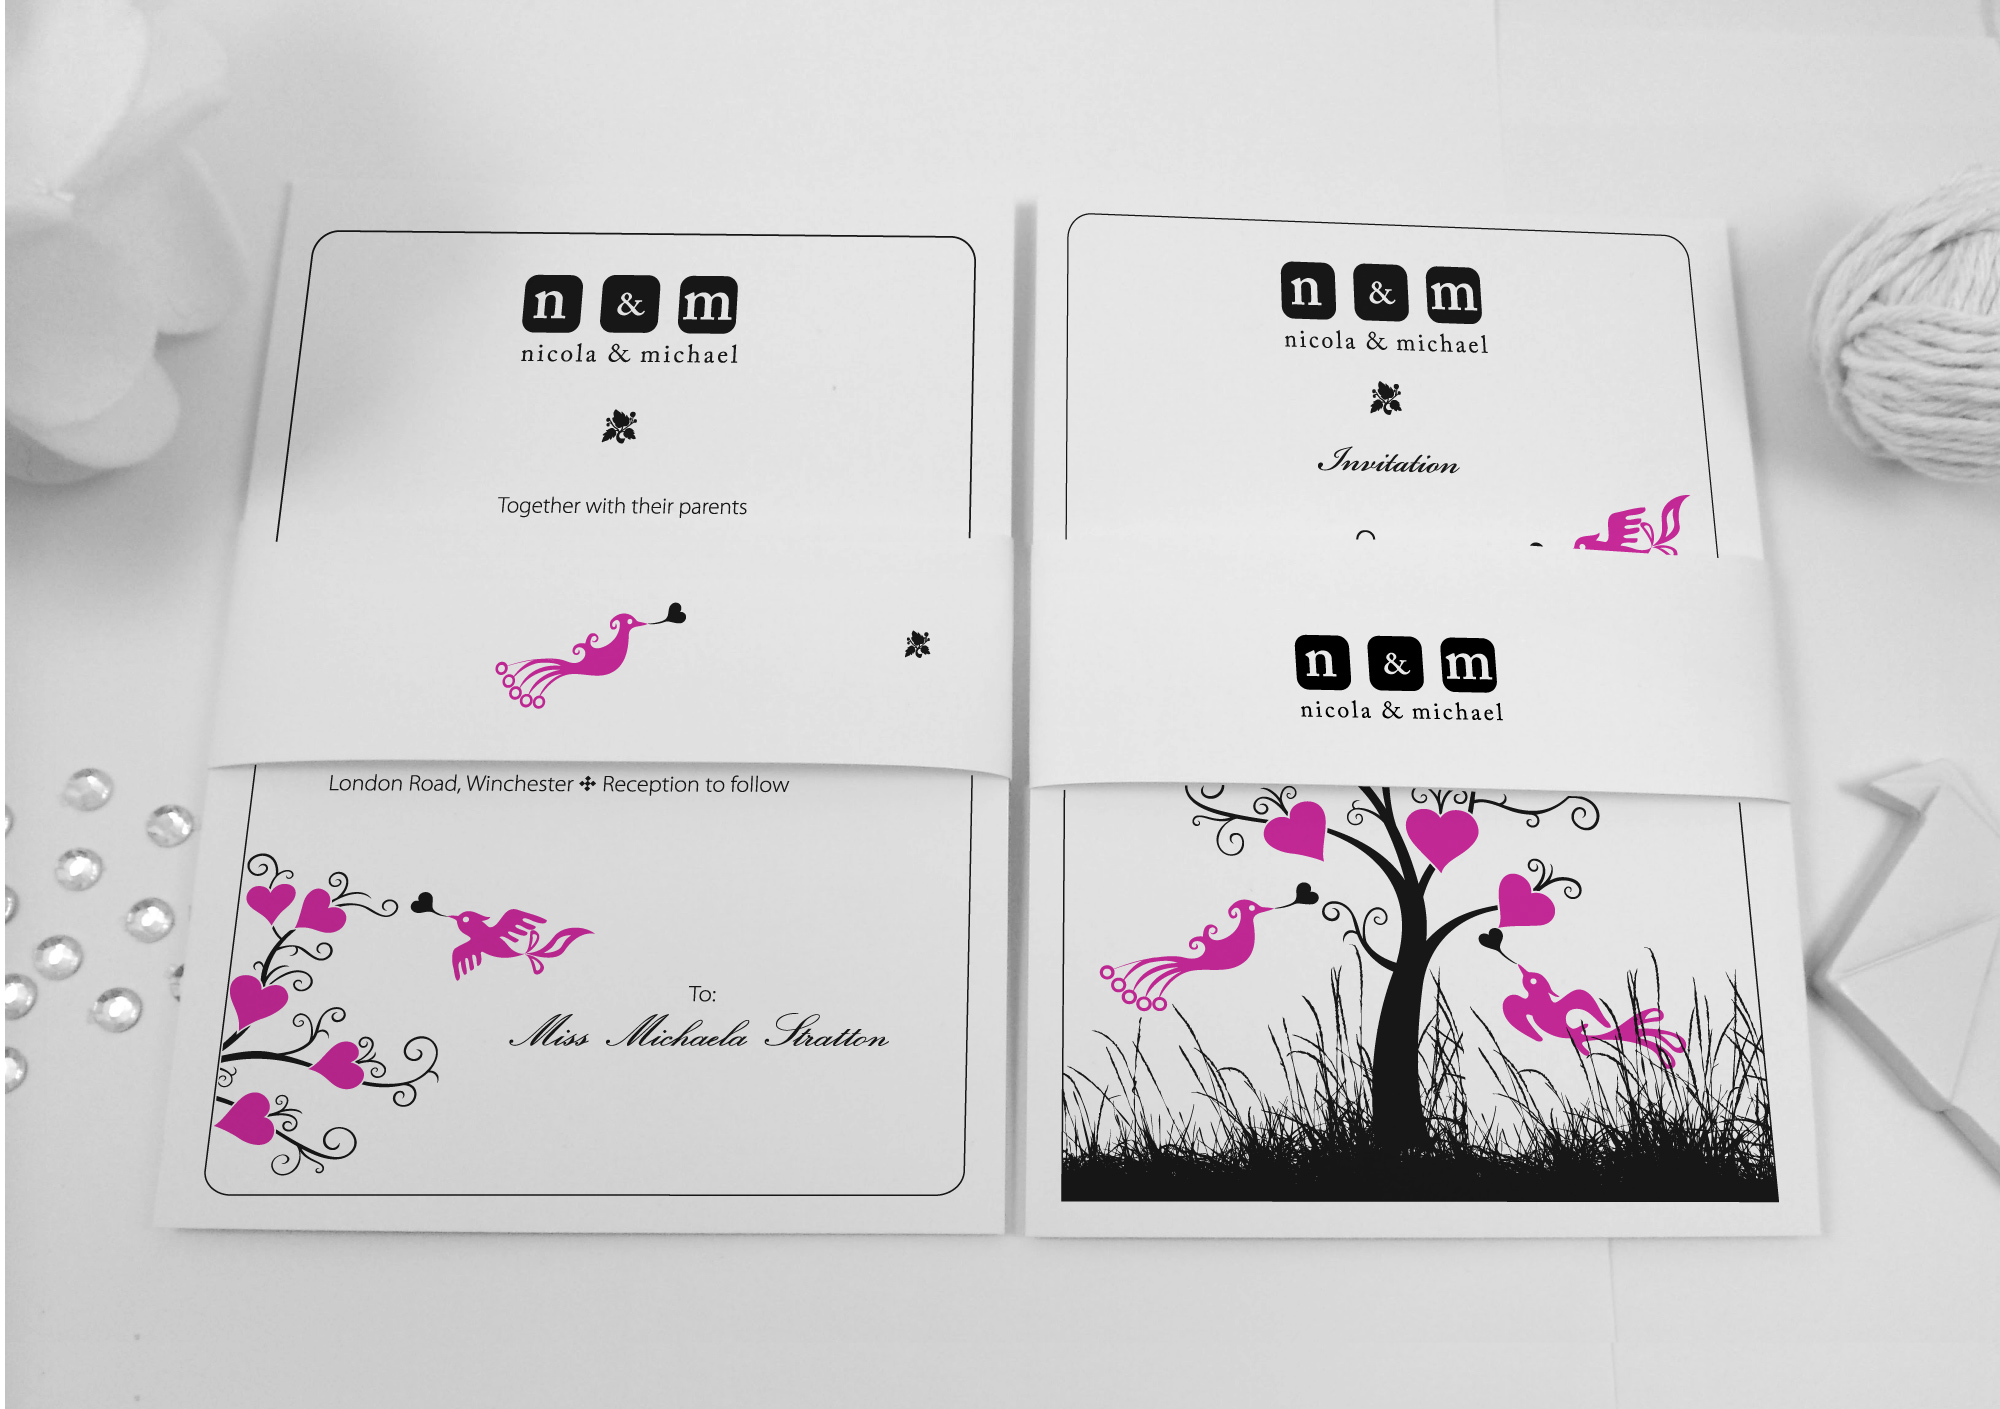 n & m
nicola & michael
Together with their parents
London Road, Winchester ✣ Reception to follow
To:
Miss Michaela Stratton
n & m
nicola & michael
Invitation
n & m
nicola & michael